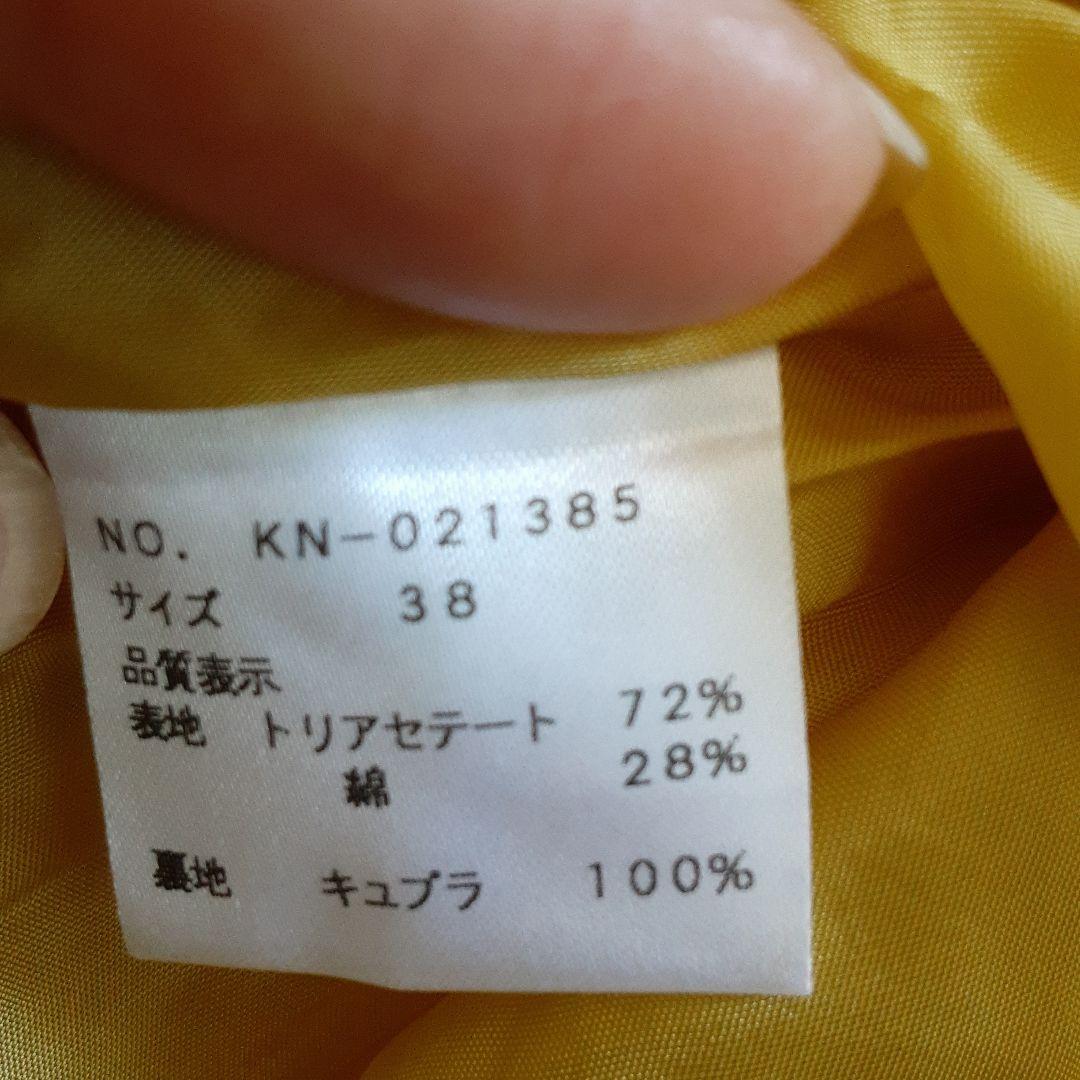 NO. KN-021385
サイズ 38
品質表示
表地 トリアセテート 72%
綿 28%
裏地 キュプラ 100%